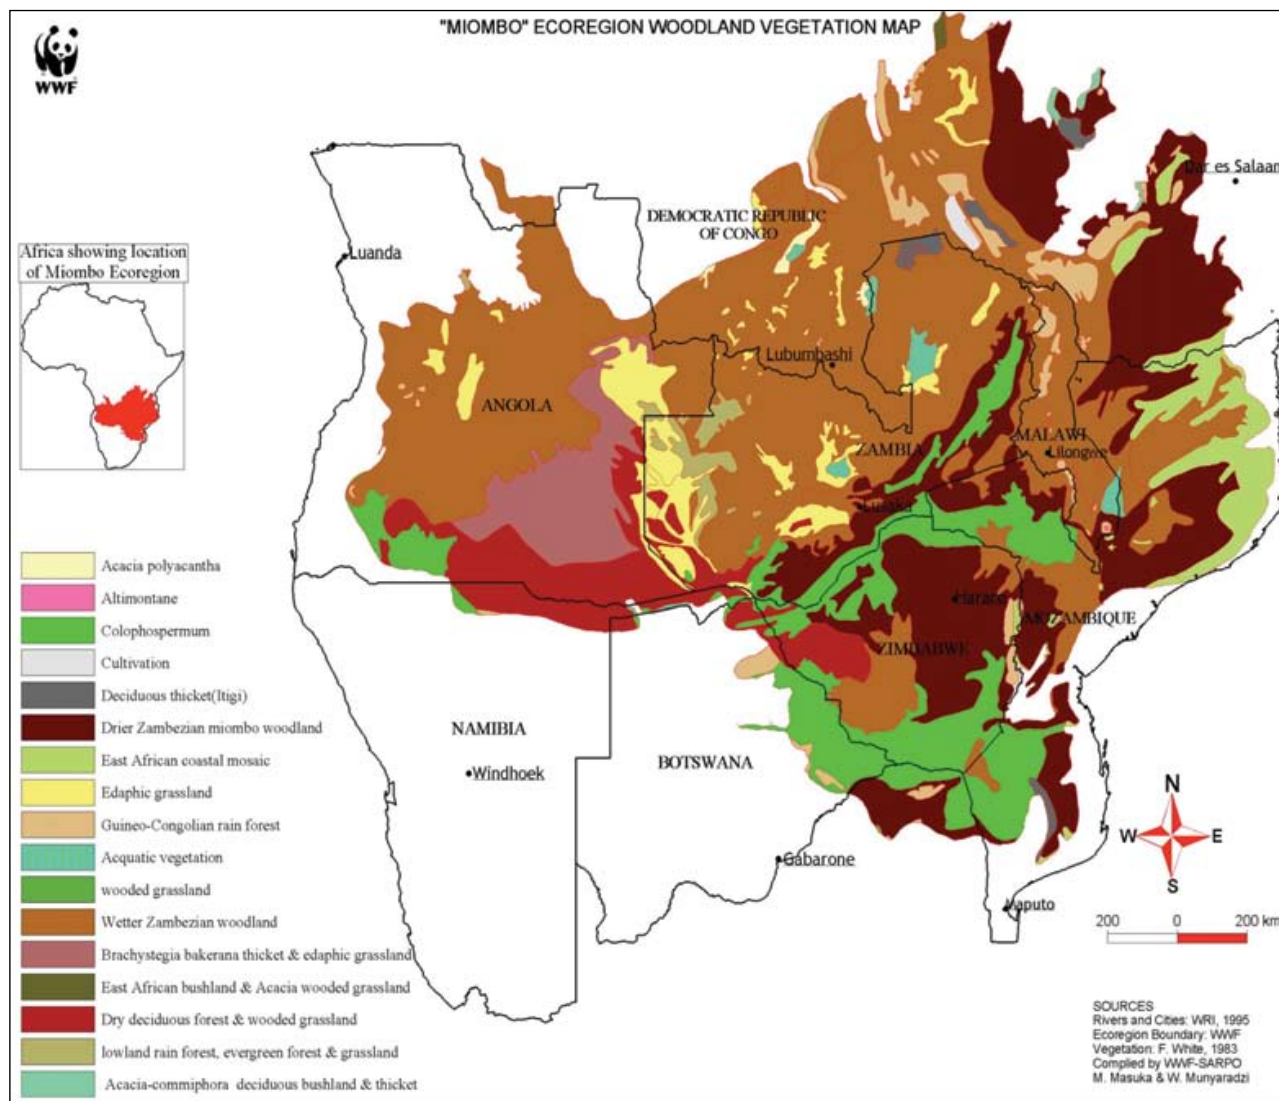 "MIOMBO" ECOREGION WOODLAND VEGETATION MAP
WWF
Dar es Salaam
DEMOCRATIC REPUBLIC
OF CONGO
Africa showing location
of Miombo Ecoregion
Luanda
Lubumbashi
ANGOLA
ZAMBIA
MALAWI
Lilongwe
Lusaka
Harare
MOZAMBIQUE
ZIMBABWE
NAMIBIA
Windhoek
BOTSWANA
Gabarone
Maputo
Acacia polyacantha
Altimontane
Colophospermum
Cultivation
Deciduous thicket(Itigi)
Drier Zambezian miombo woodland
East African coastal mosaic
Edaphic grassland
Guineo-Congolian rain forest
Acquatic vegetation
wooded grassland
Wetter Zambezian woodland
Brachystegia bakerana thicket & edaphic grassland
East African bushland & Acacia wooded grassland
Dry deciduous forest & wooded grassland
lowland rain forest, evergreen forest & grassland
Acacia-commiphora deciduous bushland & thicket
N
W E
S
200 0 200 km
SOURCES
Rivers and Cities: WRI, 1995
Ecoregion Boundary: WWF
Vegetation: F. White, 1983
Complied by WWF-SARPO
M. Masuka & W. Munyaradzi